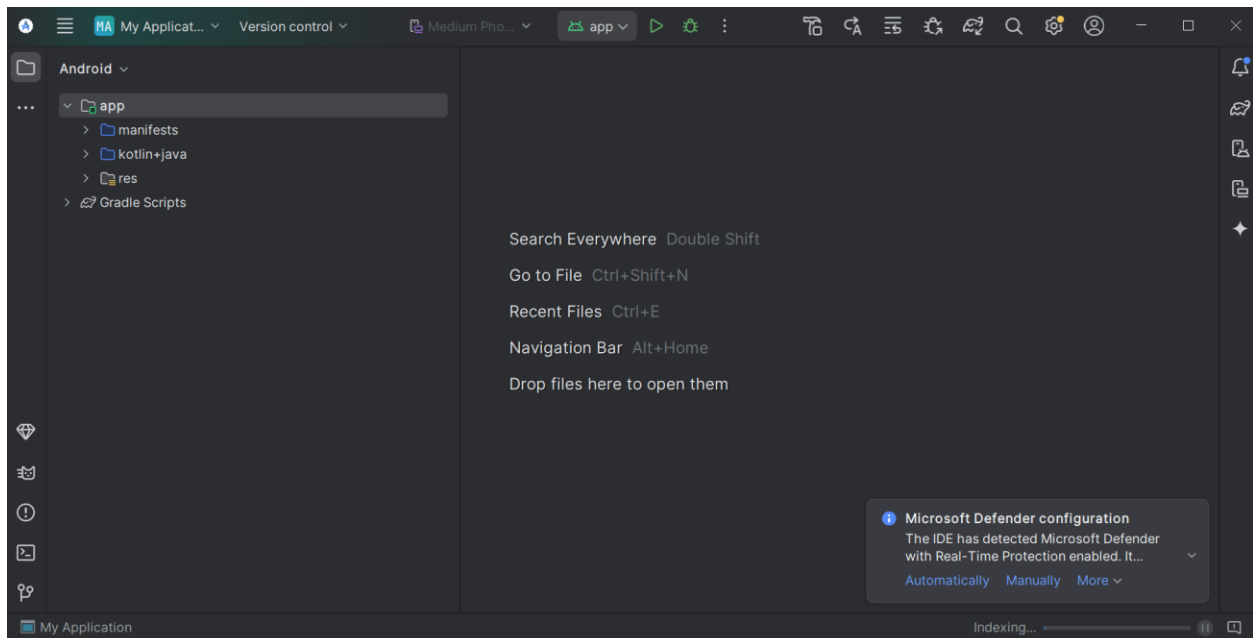 MA My Applicat... Version control Medium Pho... app
Android
app
manifests
kotlin+java
res
Gradle Scripts
Search Everywhere Double Shift
Go to File Ctrl+Shift+N
Recent Files Ctrl+E
Navigation Bar Alt+Home
Drop files here to open them
Microsoft Defender configuration
The IDE has detected Microsoft Defender
with Real-Time Protection enabled. It...
Automatically Manually More
My Application Indexing...